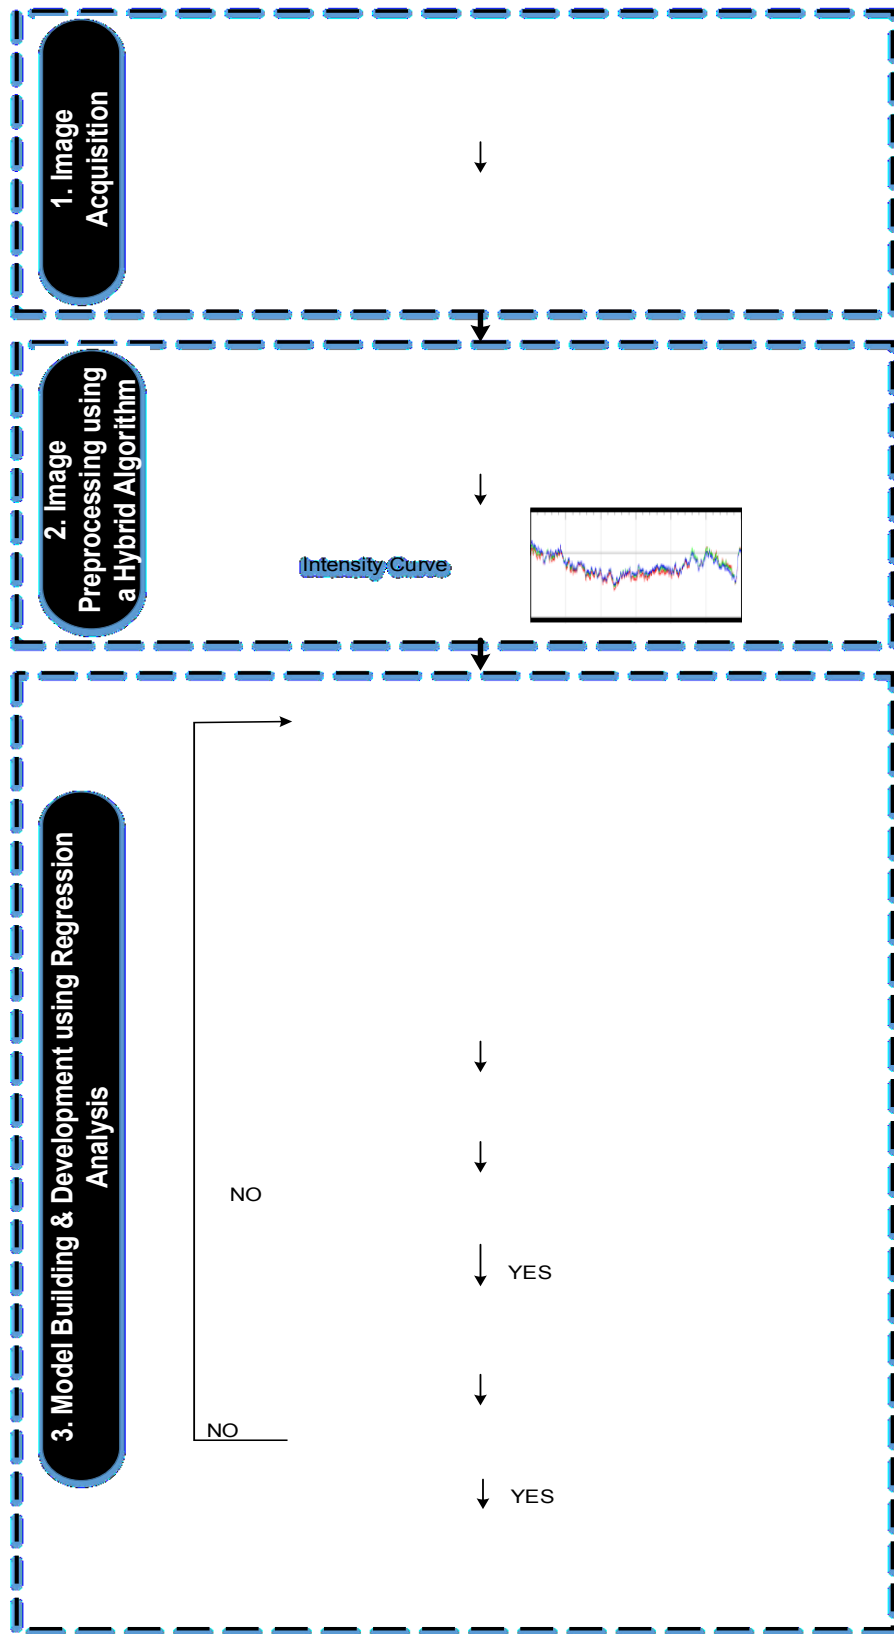 1. Image
Acquisition
2. Image
Preprocessing using
a Hybrid Algorithm
Intensity Curve
3. Model Building & Development using Regression
Analysis
NO
YES
NO
YES